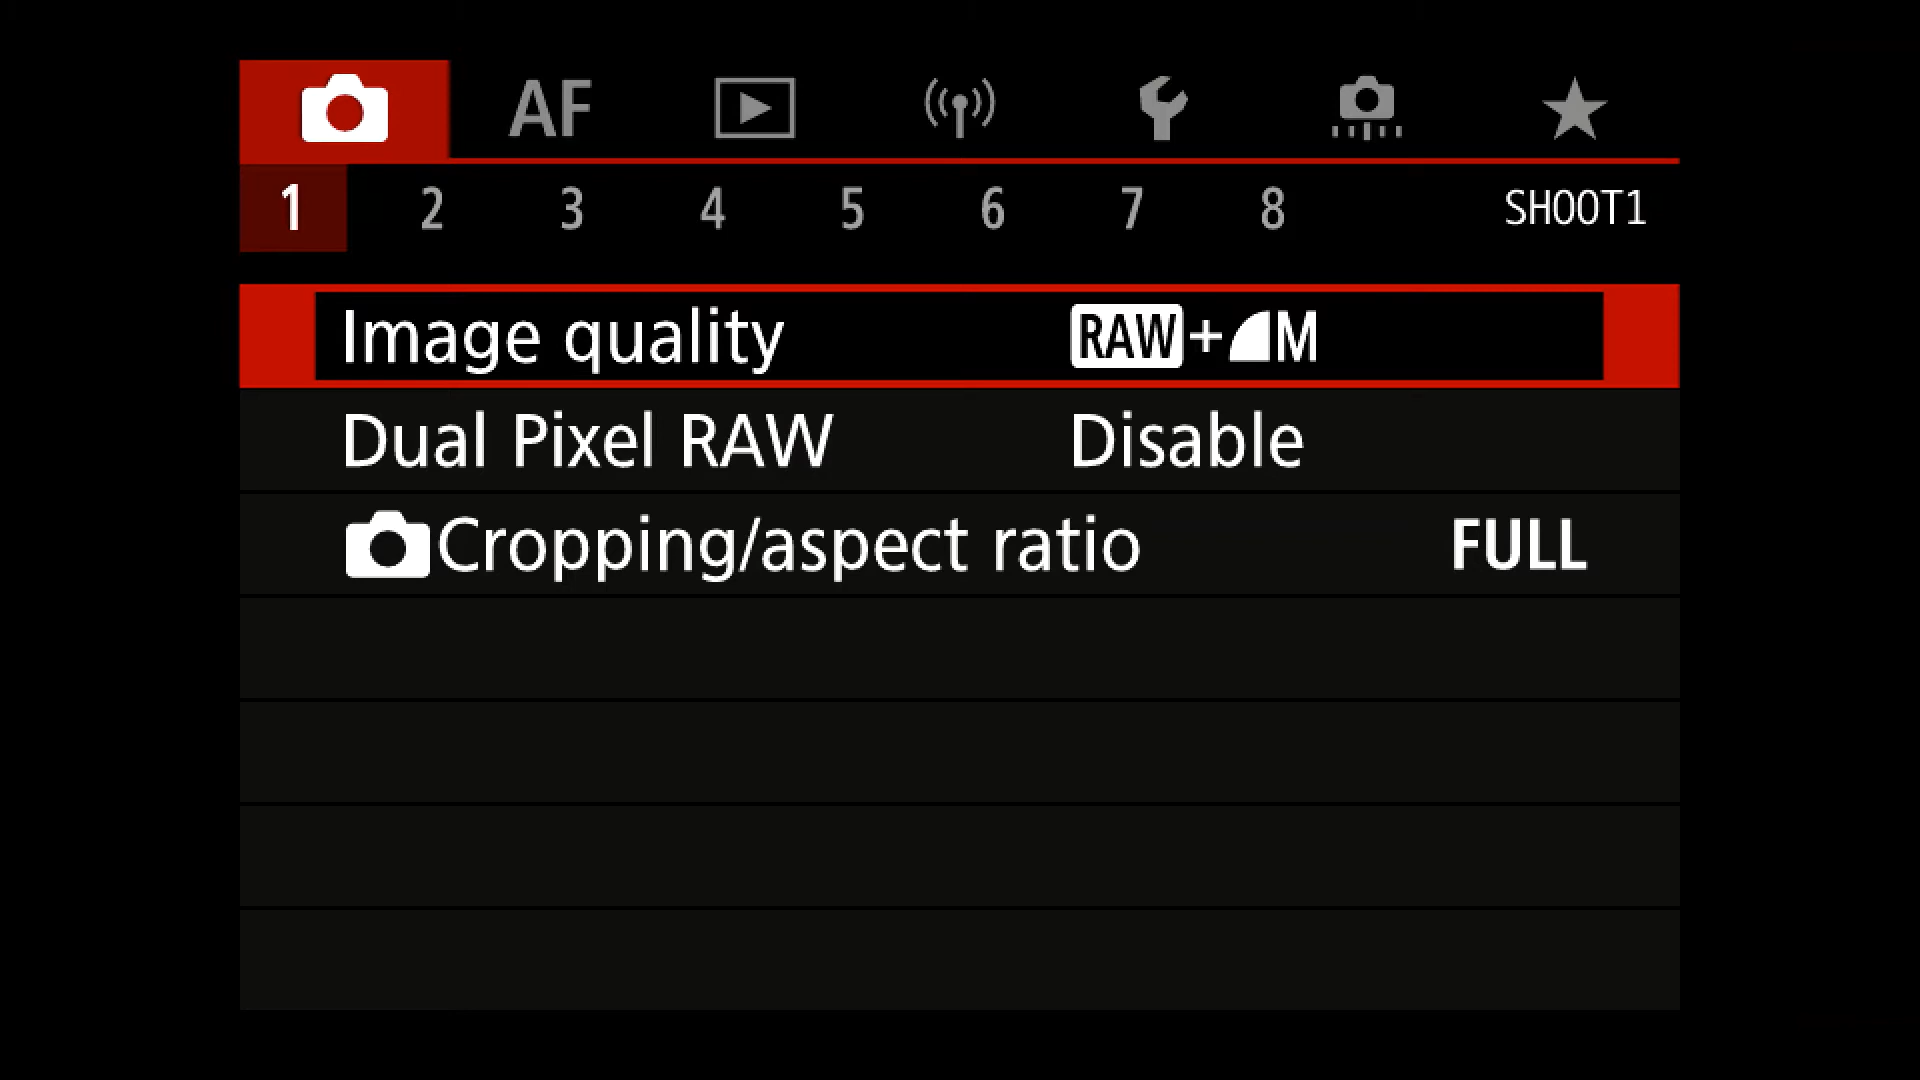 AF
1 2 3 4 5 6 7 8 SHOOT1
Image quality RAW+M
Dual Pixel RAW Disable
Cropping/aspect ratio FULL